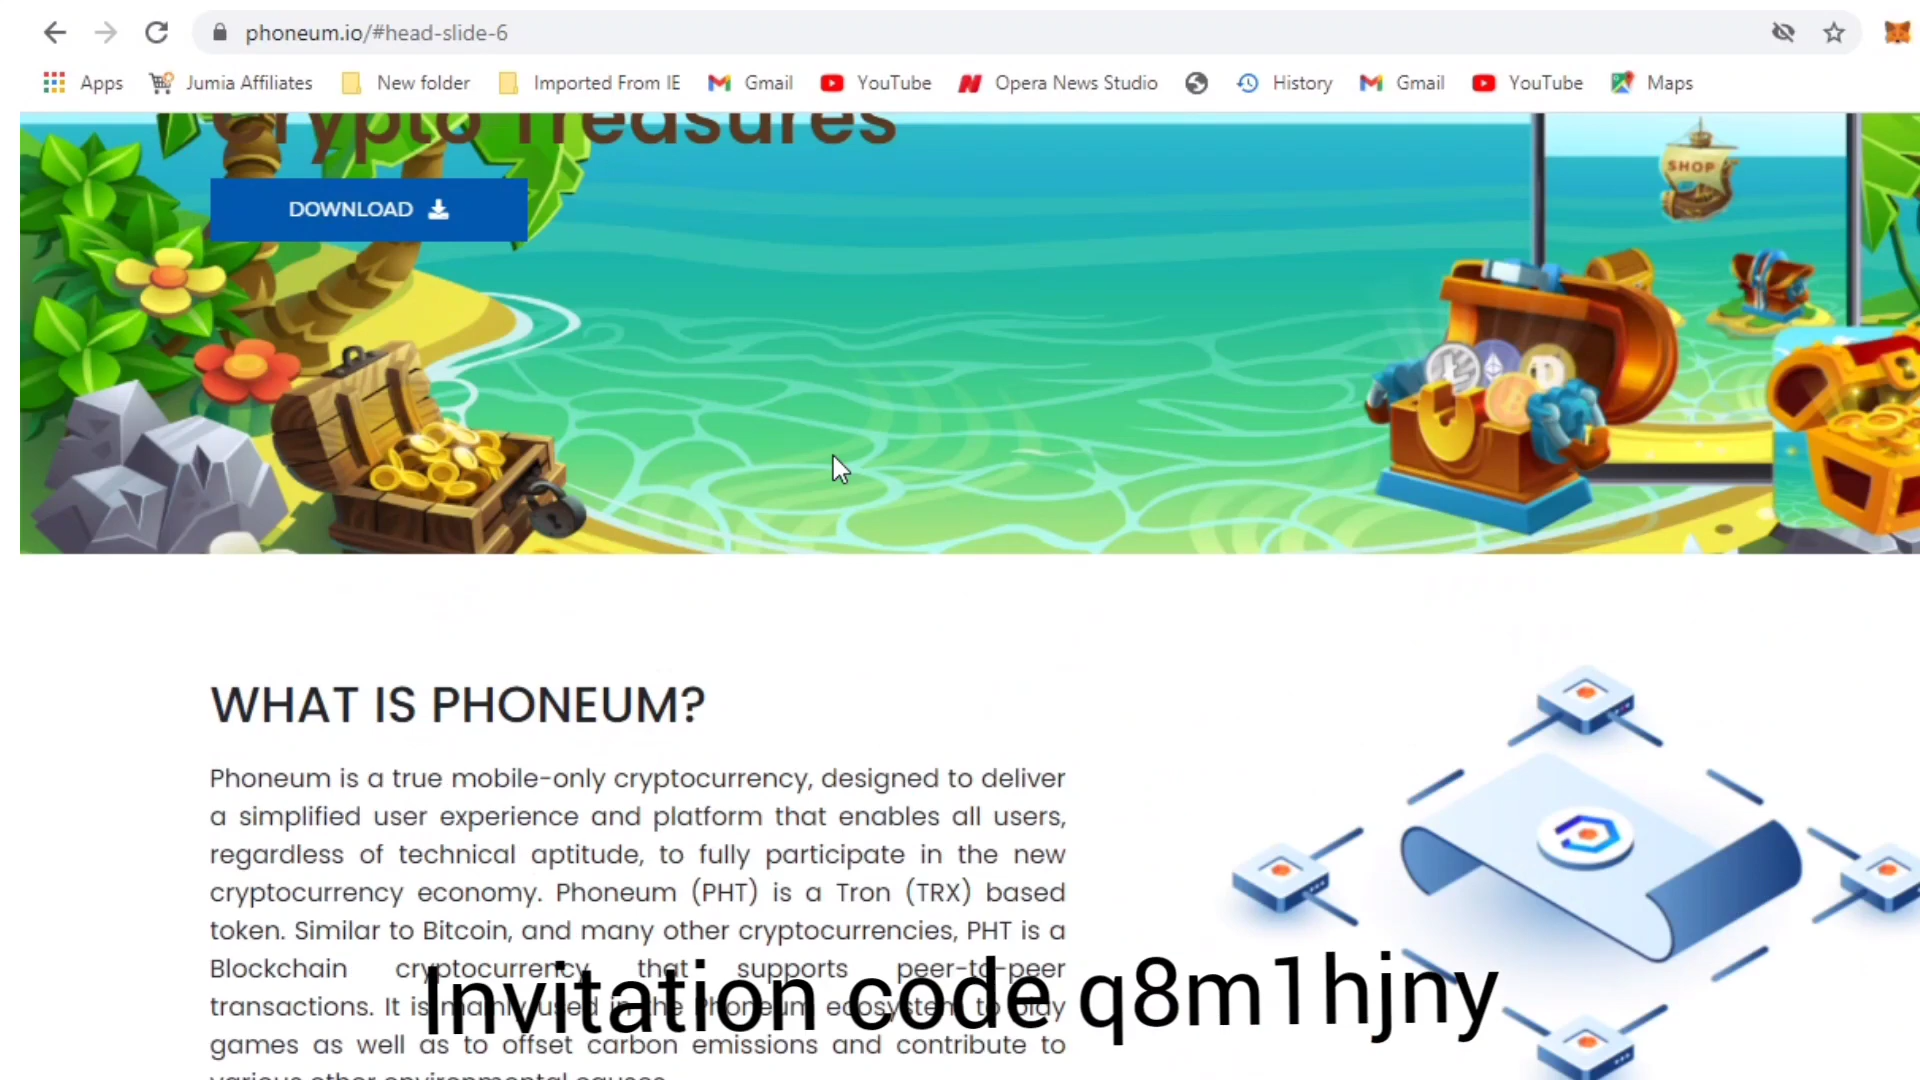 phoneum.io/#head-slide-6
Apps Jumia Affiliates New folder Imported From IE Gmail YouTube Opera News Studio History Gmail YouTube Maps
Crypto Treasures
SHOP
DOWNLOAD
WHAT IS PHONEUM?
Phoneum is a true mobile-only cryptocurrency, designed to deliver
a simplified user experience and platform that enables all users,
regardless of technical aptitude, to fully participate in the new
cryptocurrency economy. Phoneum (PHT) is a Tron (TRX) based
token. Similar to Bitcoin, and many other cryptocurrencies, PHT is a
Blockchain cryptocurrency that supports peer-to-peer
transactions. It is mainly used in the Phoneum ecosystem to play
games as well as to offset carbon emissions and contribute to
various other environmental causes.
Invitation code q8m1hjny